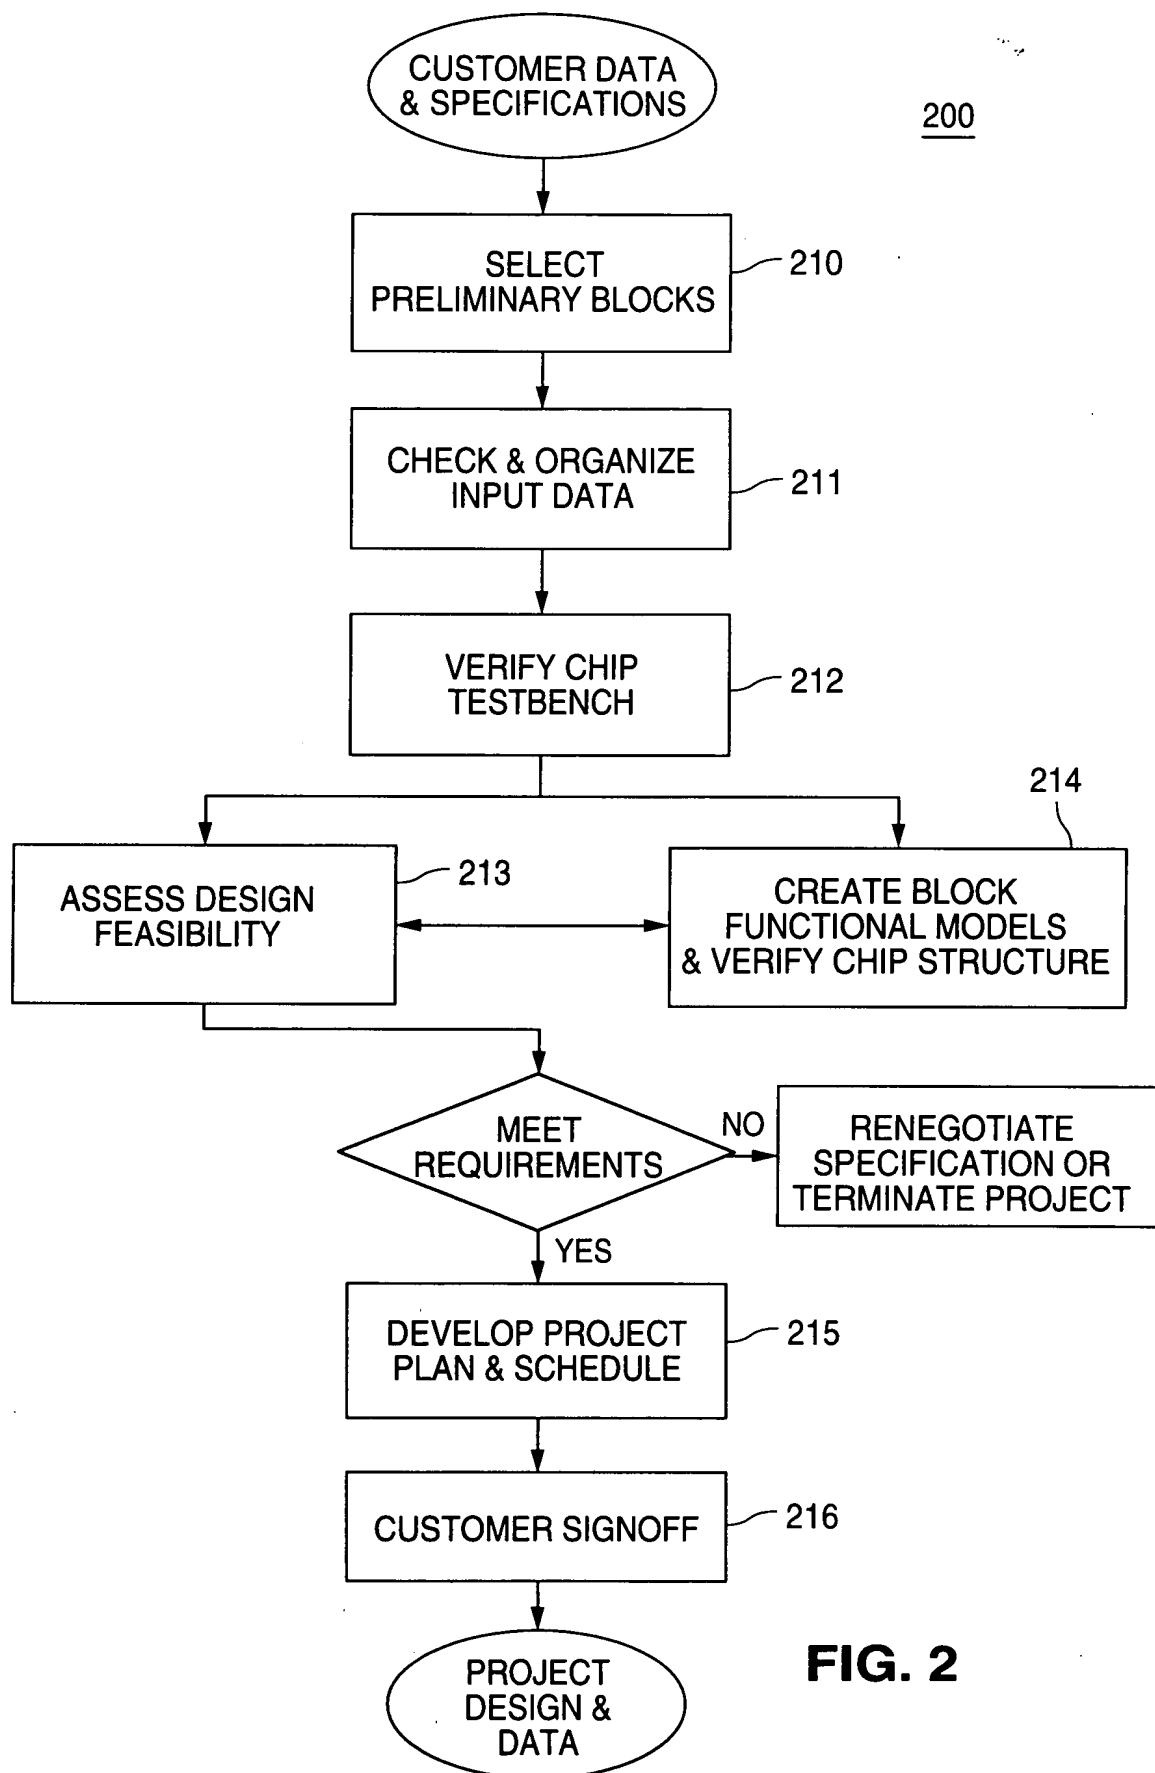 CUSTOMER DATA
& SPECIFICATIONS
200
SELECT
PRELIMINARY BLOCKS
210
CHECK & ORGANIZE
INPUT DATA
211
VERIFY CHIP
TESTBENCH
212
214
213
ASSESS DESIGN
FEASIBILITY
CREATE BLOCK
FUNCTIONAL MODELS
& VERIFY CHIP STRUCTURE
MEET
REQUIREMENTS
NO
RENEGOTIATE
SPECIFICATION OR
TERMINATE PROJECT
YES
DEVELOP PROJECT
PLAN & SCHEDULE
215
CUSTOMER SIGNOFF
216
PROJECT
DESIGN &
DATA
FIG. 2